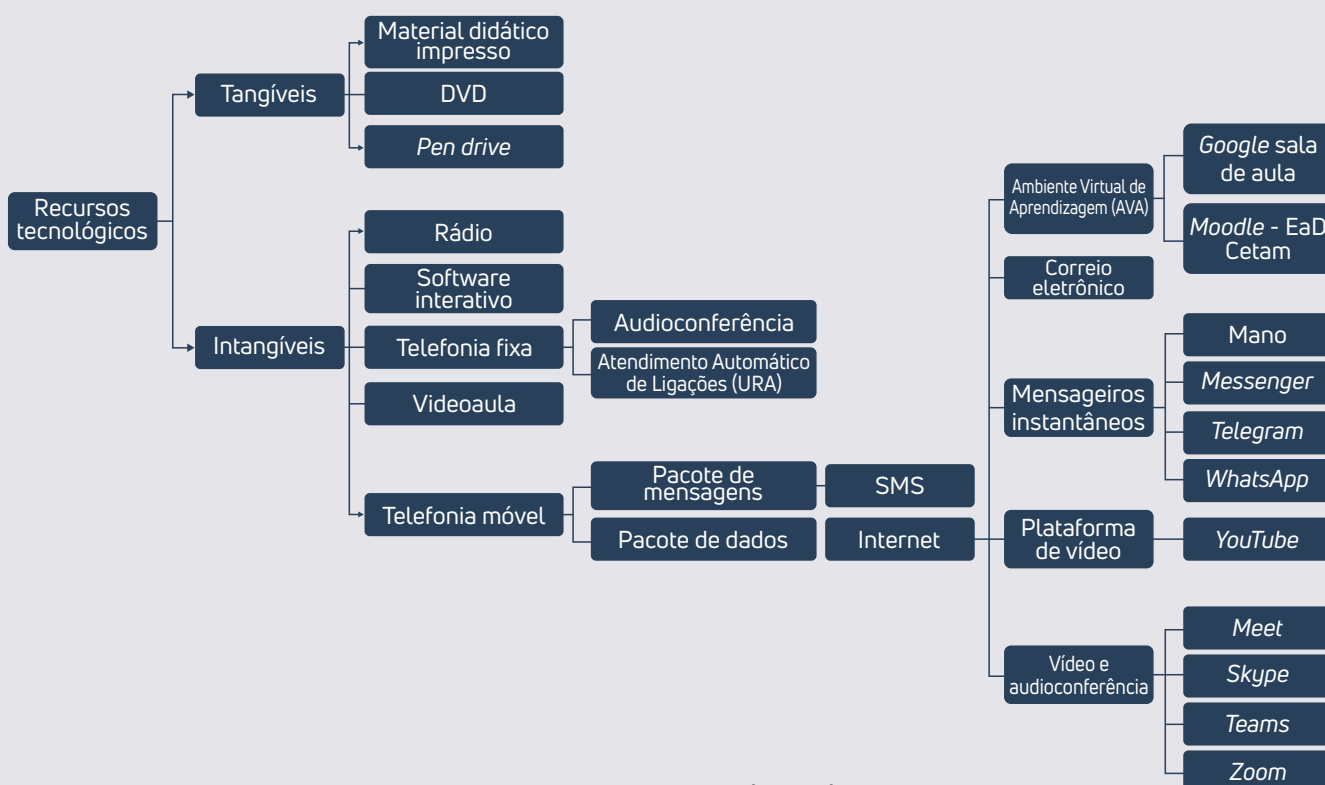 Recursos
tecnológicos
Tangíveis
Material didático
impresso
DVD
Pen drive
Intangíveis
Rádio
Software
interativo
Telefonia fixa
Audioconferência
Atendimento Automático
de Ligações (URA)
Videoaula
Telefonia móvel
Pacote de
mensagens
SMS
Pacote de dados
Internet
Ambiente Virtual de
Aprendizagem (AVA)
Google sala
de aula
Moodle - EaD
Cetam
Correio
eletrônico
Mensageiros
instantâneos
Mano
Messenger
Telegram
WhatsApp
Plataforma
de vídeo
YouTube
Vídeo e
audioconferência
Meet
Skype
Teams
Zoom